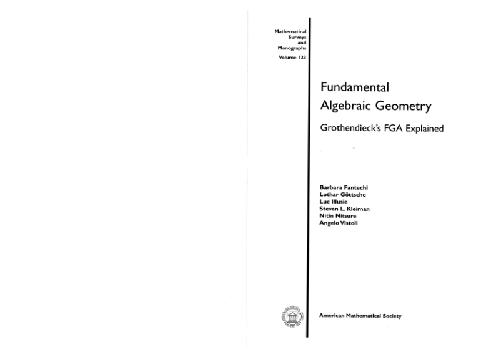 Mathematical
Surveys
and
Monographs
Volume 123
Fundamental
Algebraic Geometry
Grothendieck's FGA Explained
Barbara Fantechi
Lothar Göttsche
Luc Illusie
Steven L. Kleiman
Nitin Nitsure
Angelo Vistoli
American Mathematical Society